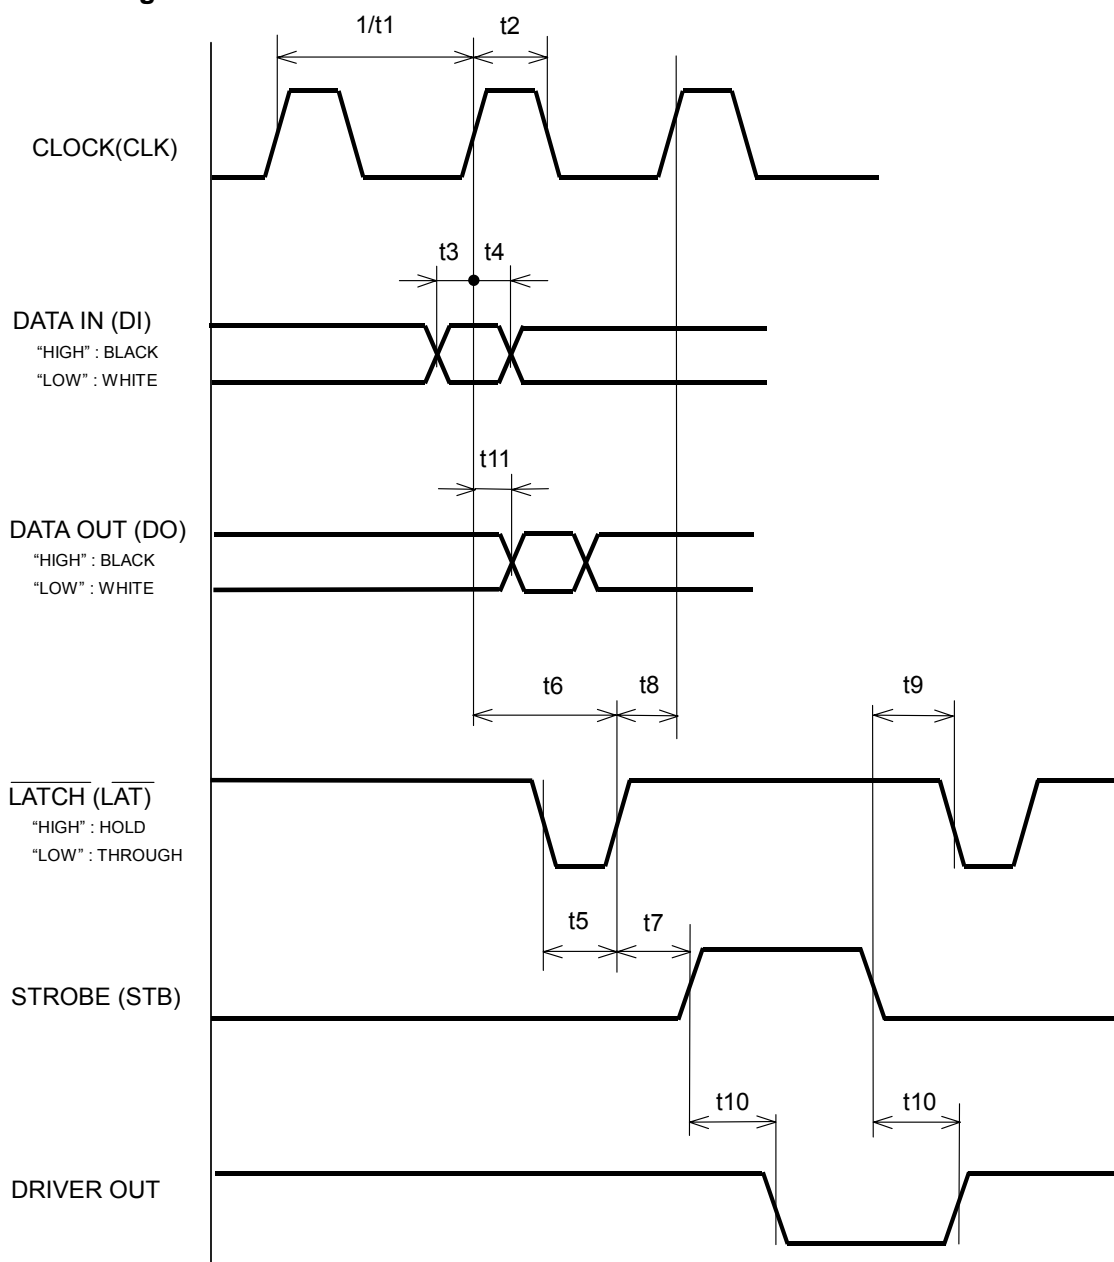 1/t1
t2
CLOCK(CLK)
t3
t4
DATA IN (DI)
“HIGH” : BLACK
“LOW” : WHITE
t11
DATA OUT (DO)
“HIGH” : BLACK
“LOW” : WHITE
t6
t8
t9
LATCH (LAT)
“HIGH” : HOLD
“LOW” : THROUGH
t5
t7
STROBE (STB)
t10
t10
DRIVER OUT